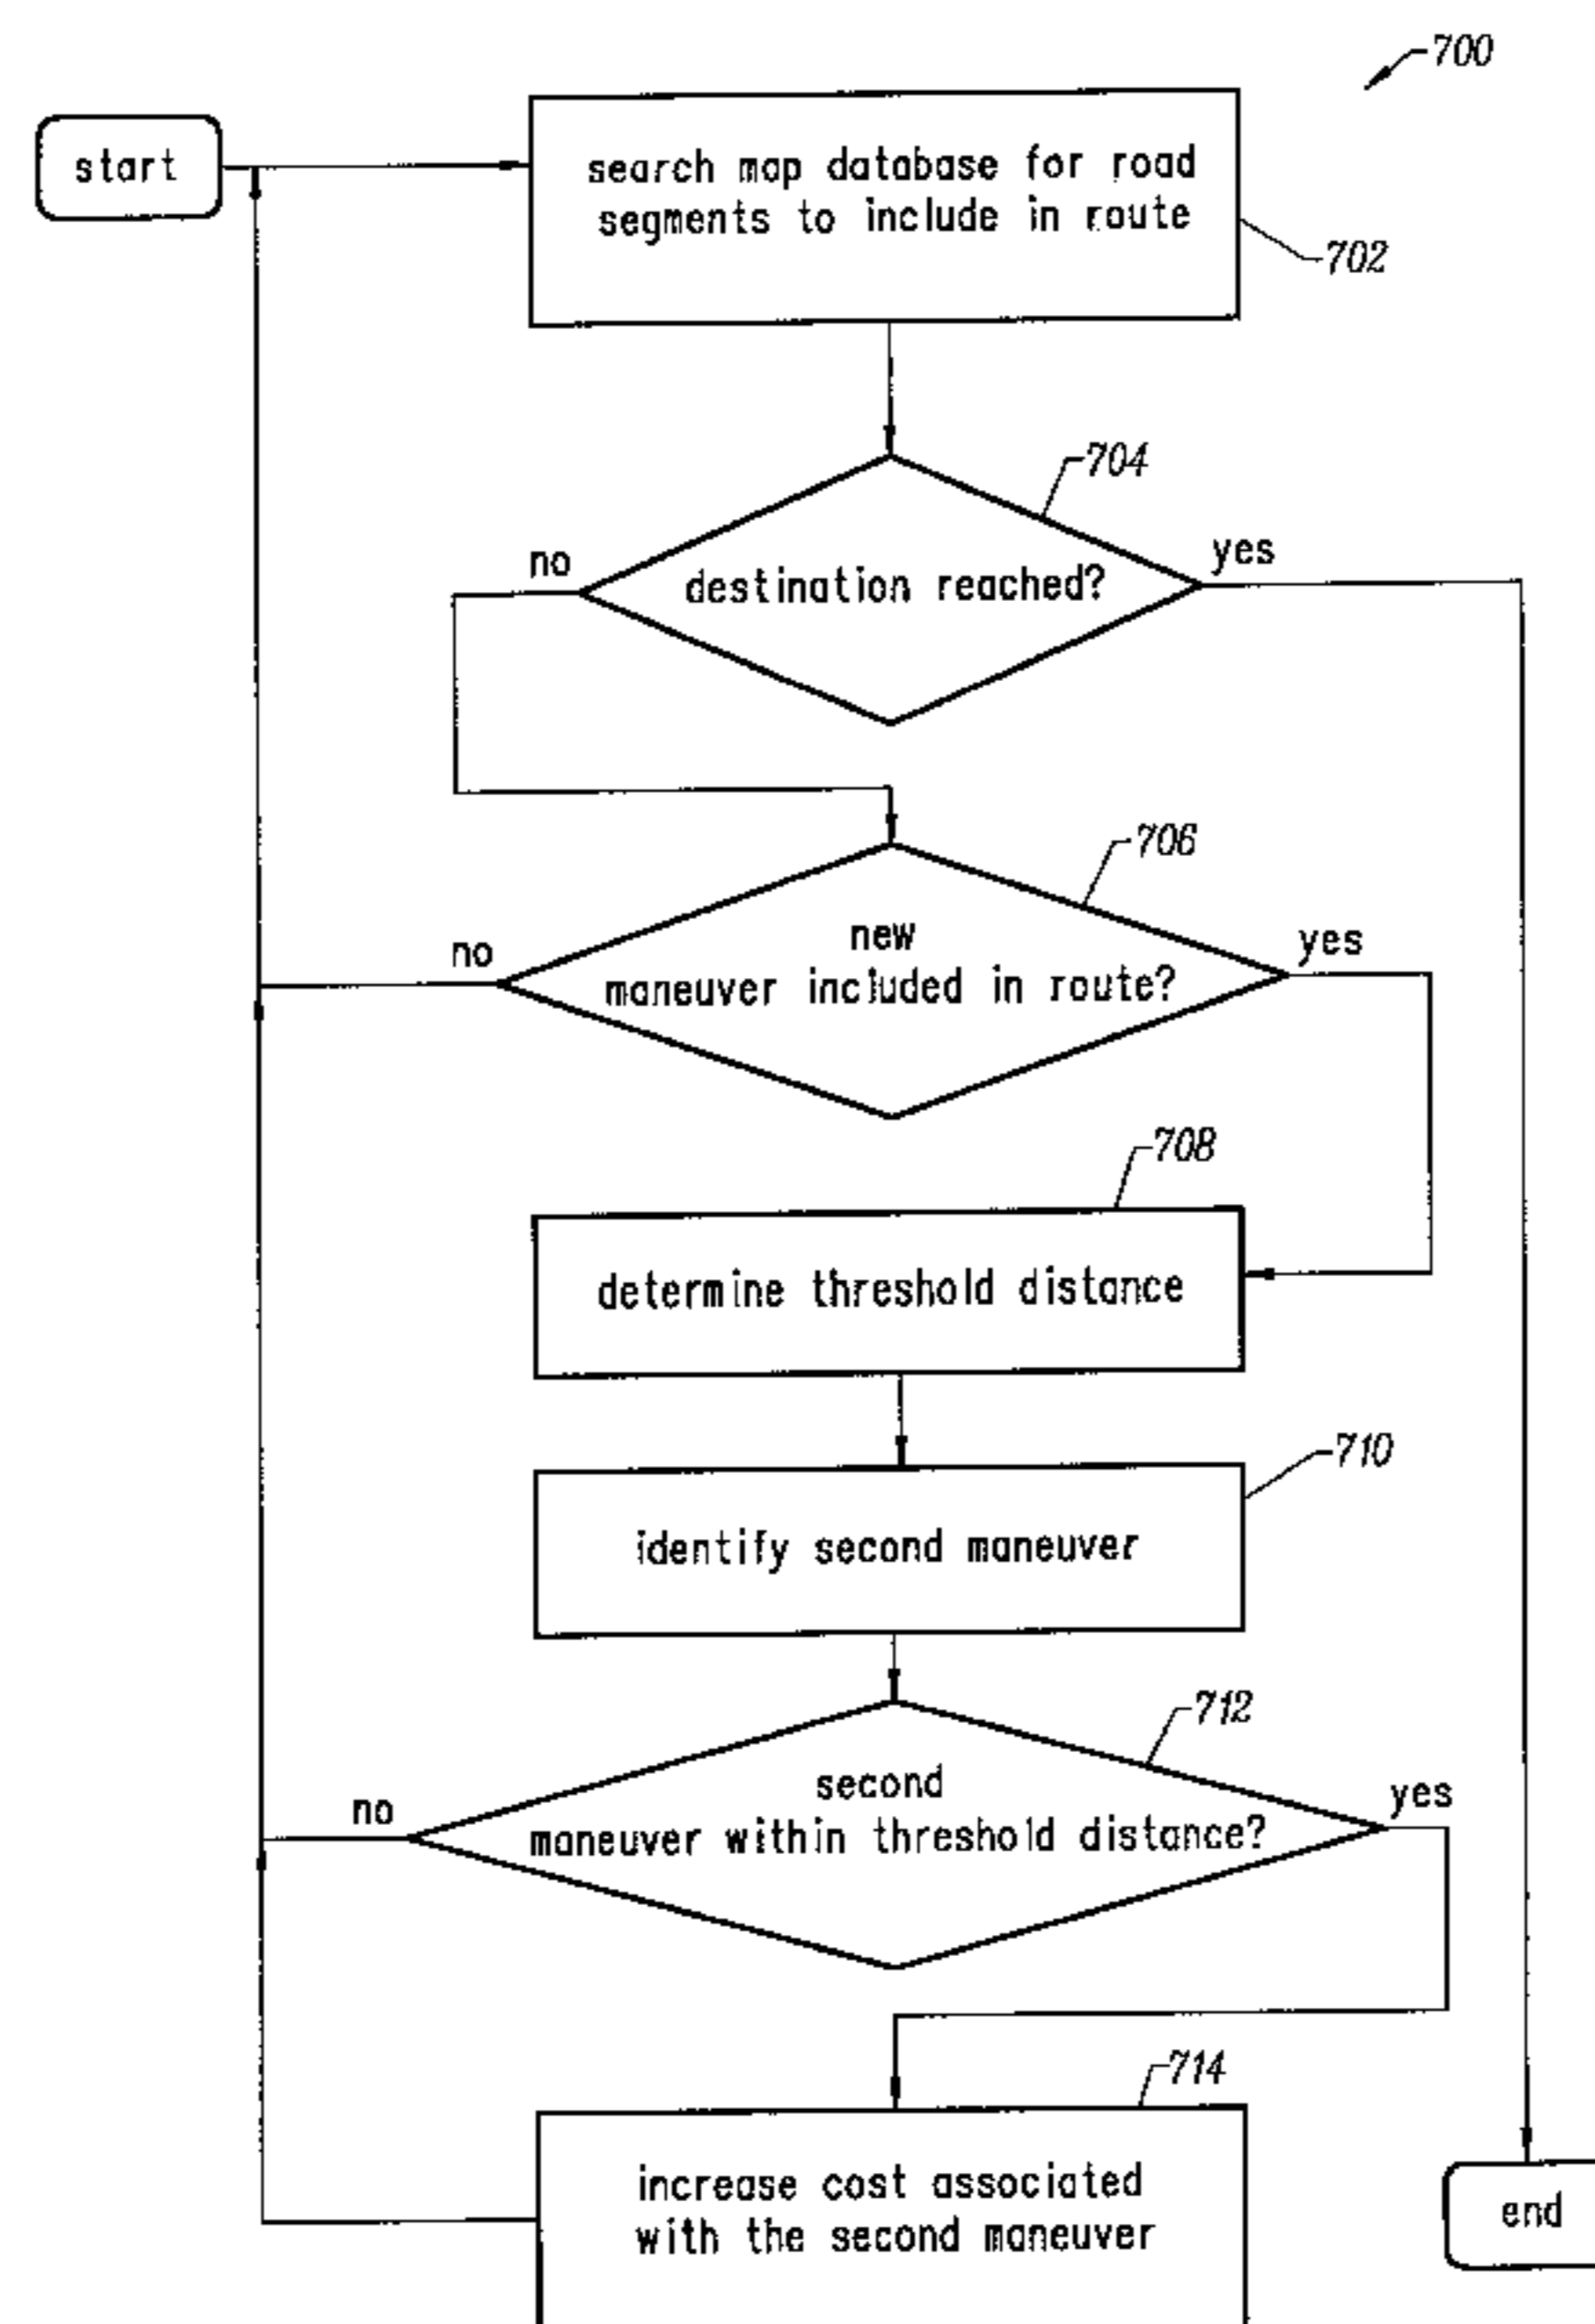 700
start
search map database for road
segments to include in route
702
704
no
destination reached?
yes
706
no
new
maneuver included in route?
yes
708
determine threshold distance
710
identify second maneuver
712
no
second
maneuver within threshold distance?
yes
714
increase cost associated
with the second maneuver
end